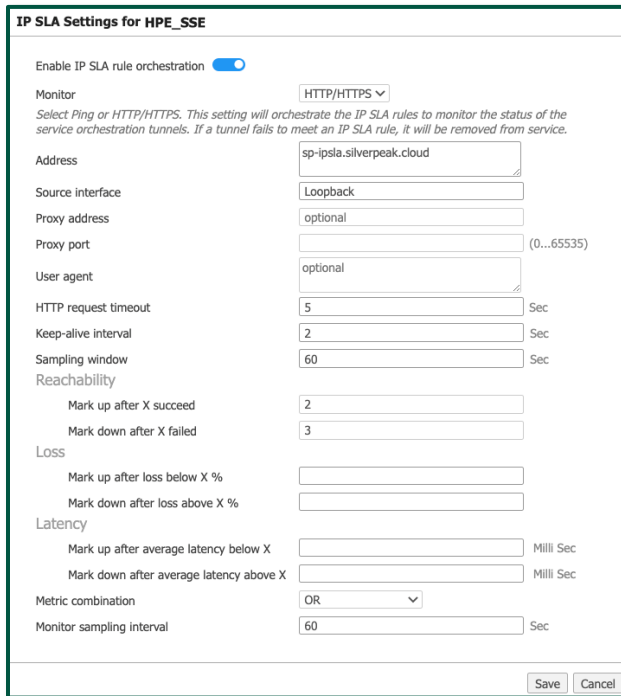 IP SLA Settings for HPE_SSE
Enable IP SLA rule orchestration
Monitor HTTP/HTTPS
Select Ping or HTTP/HTTPS. This setting will orchestrate the IP SLA rules to monitor the status of the
service orchestration tunnels. If a tunnel fails to meet an IP SLA rule, it will be removed from service.
Address sp-ipsla.silverpeak.cloud
Source interface Loopback
Proxy address optional
Proxy port (0...65535)
User agent optional
HTTP request timeout 5 Sec
Keep-alive interval 2 Sec
Sampling window 60 Sec
Reachability
Mark up after X succeed 2
Mark down after X failed 3
Loss
Mark up after loss below X %
Mark down after loss above X %
Latency
Mark up after average latency below X Milli Sec
Mark down after average latency above X Milli Sec
Metric combination OR
Monitor sampling interval 60 Sec
Save Cancel